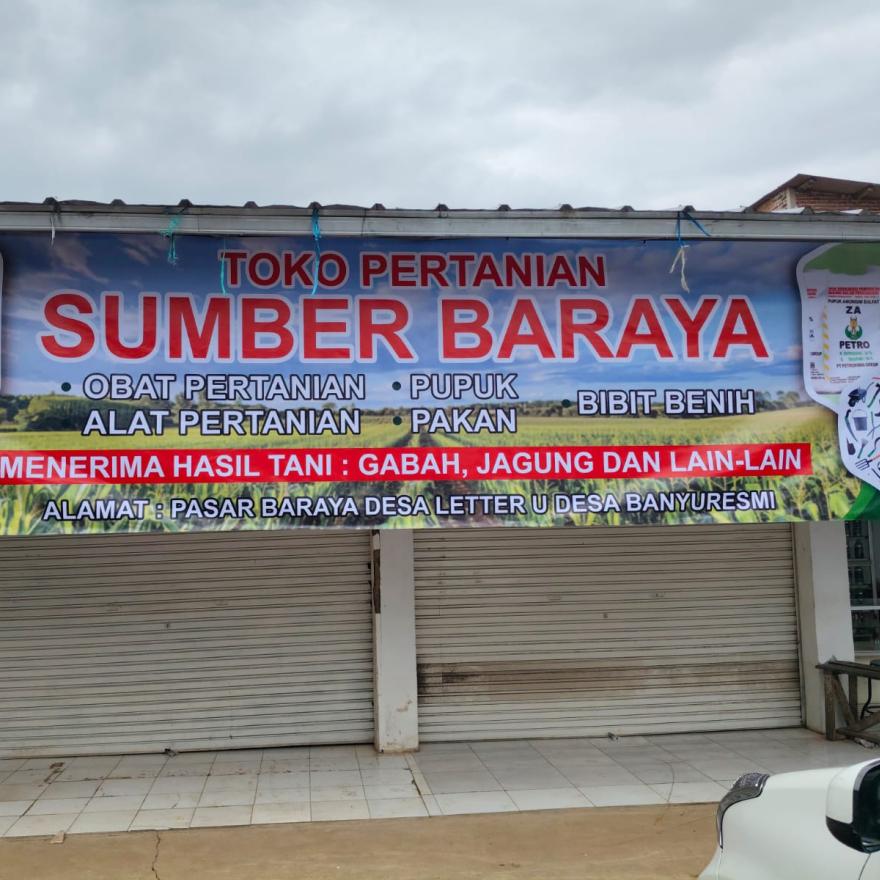 TOKO PERTANIAN
SUMBER BARAYA
• OBAT PERTANIAN • PUPUK • BIBIT BENIH
ALAT PERTANIAN • PAKAN
MENERIMA HASIL TANI : GABAH, JAGUNG DAN LAIN-LAIN
ALAMAT : PASAR BARAYA DESA LETTER U DESA BANYURESMI
ZA
PETRO